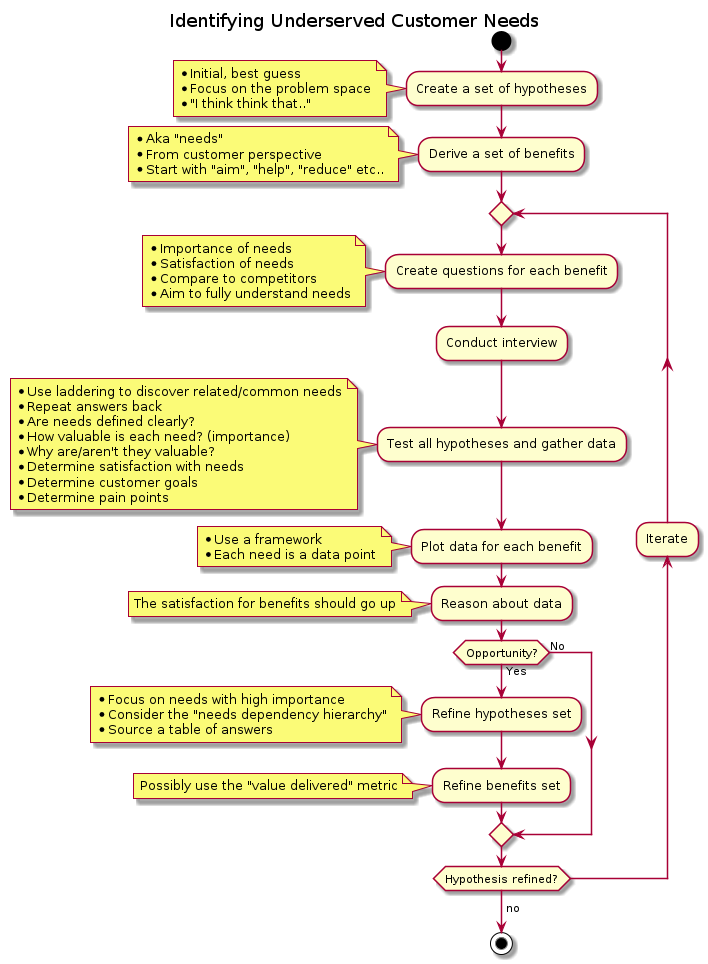 Identifying Underserved Customer Needs
• Initial, best guess
• Focus on the problem space
• "I think think that.."
Create a set of hypotheses
• Aka "needs"
• From customer perspective
• Start with "aim", "help", "reduce" etc..
Derive a set of benefits
• Importance of needs
• Satisfaction of needs
• Compare to competitors
• Aim to fully understand needs
Create questions for each benefit
Conduct interview
• Use laddering to discover related/common needs
• Repeat answers back
• Are needs defined clearly?
• How valuable is each need? (importance)
• Why are/aren't they valuable?
• Determine satisfaction with needs
• Determine customer goals
• Determine pain points
Test all hypotheses and gather data
• Use a framework
• Each need is a data point
Plot data for each benefit
Iterate
The satisfaction for benefits should go up
Reason about data
Opportunity?
No
Yes
• Focus on needs with high importance
• Consider the "needs dependency hierarchy"
• Source a table of answers
Refine hypotheses set
Possibly use the "value delivered" metric
Refine benefits set
Hypothesis refined?
no